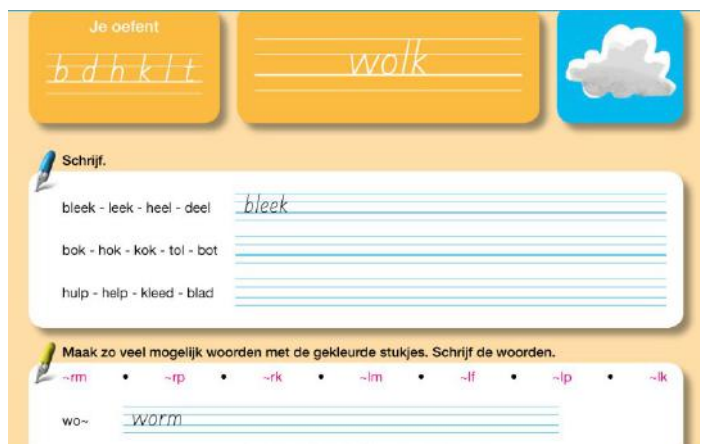 Je oefent
b d h k l t
wolk
Schrijf.
bleek - leek - heel - deel bleek
bok - hok - kok - tol - bot
hulp - help - kleed - blad
Maak zo veel mogelijk woorden met de gekleurde stukjes. Schrijf de woorden.
~rm • ~rp • ~rk • ~lm • ~lf • ~lp • ~lk
wo~ worm